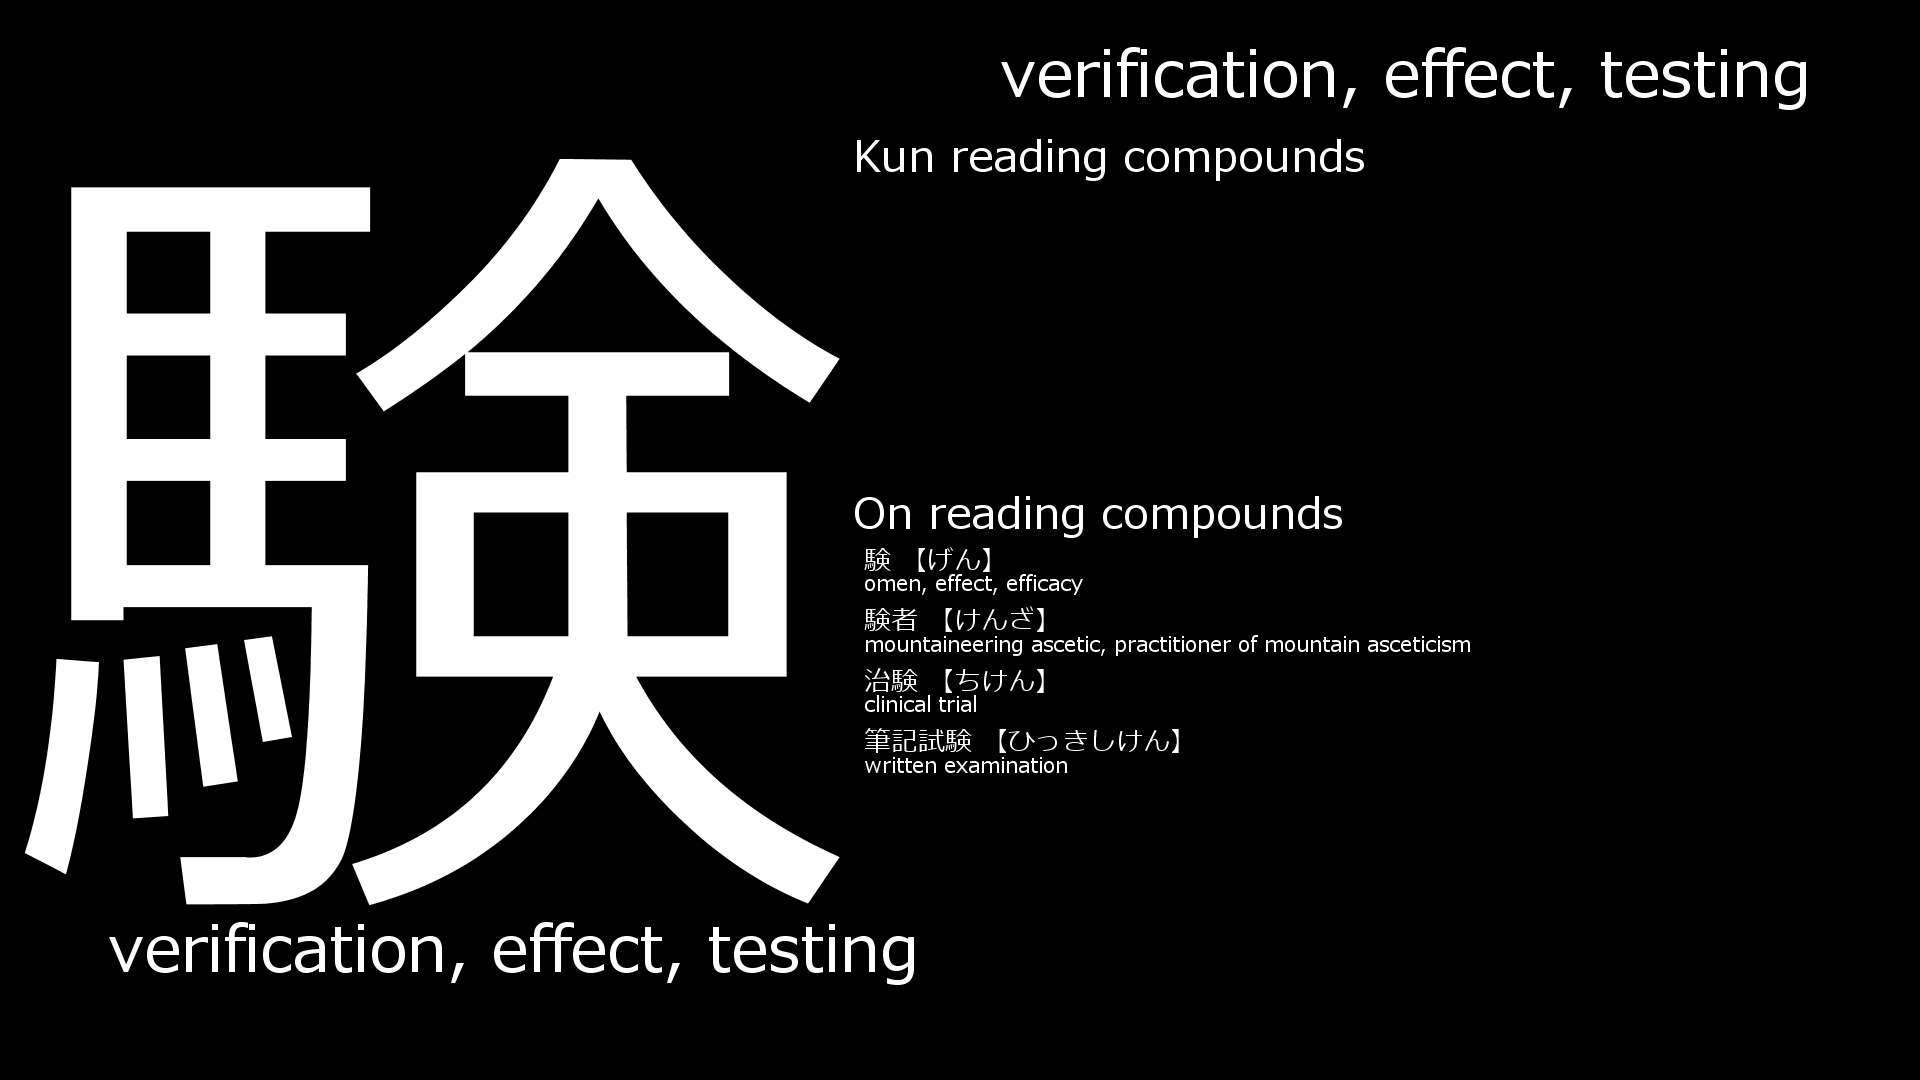 verification, effect, testing
験
Kun reading compounds
On reading compounds
験 【げん】
omen, effect, efficacy
験者 【けんざ】
mountaineering ascetic, practitioner of mountain asceticism
治験 【ちけん】
clinical trial
筆記試験 【ひっきしけん】
written examination
verification, effect, testing